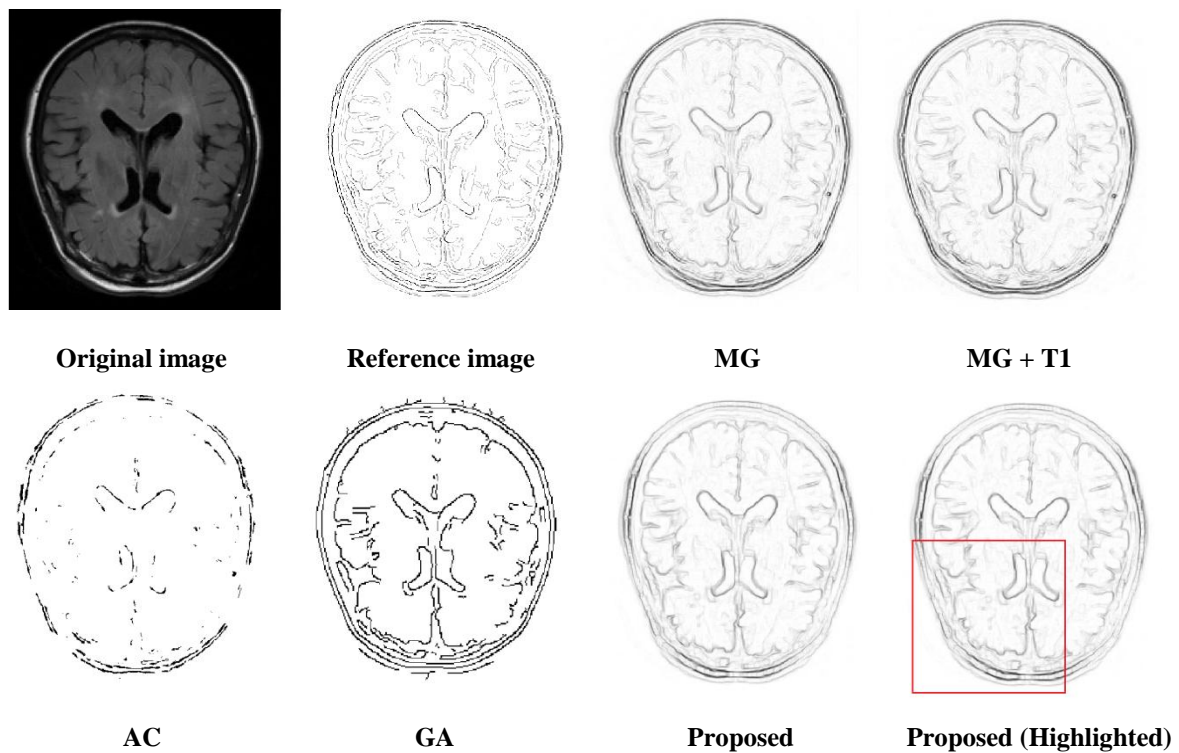 Original image
Reference image
MG
MG + T1
AC
GA
Proposed
Proposed (Highlighted)